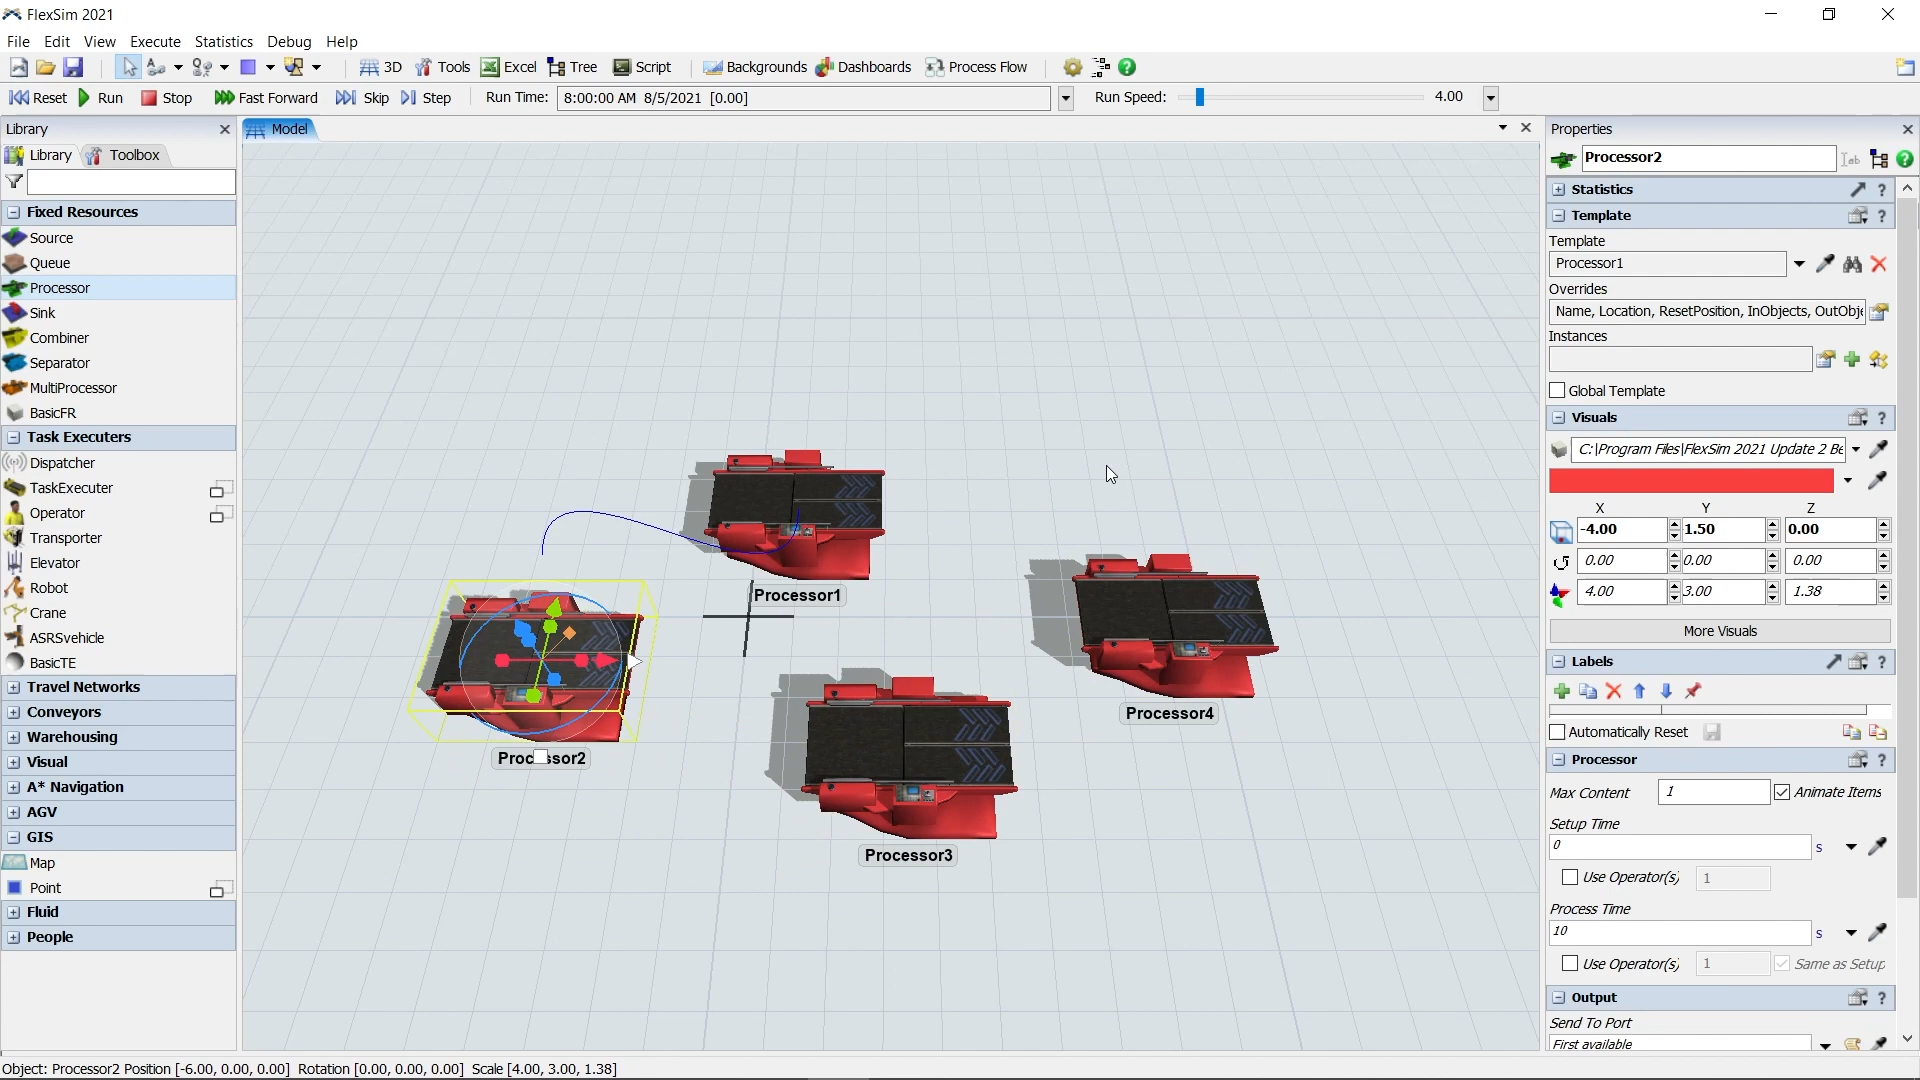 FlexSim 2021
File Edit View Execute Statistics Debug Help
3D Tools Excel Tree Script Backgrounds Dashboards Process Flow
Reset Run Stop Fast Forward Skip Step Run Time: 8:00:00 AM 8/5/2021 [0.00] Run Speed: 4.00
Library
Library Toolbox
Fixed Resources
Source
Queue
Processor
Sink
Combiner
Separator
MultiProcessor
BasicFR
Task Executers
Dispatcher
TaskExecuter
Operator
Transporter
Elevator
Robot
Crane
ASRSvehicle
BasicTE
Travel Networks
Conveyors
Warehousing
Visual
A* Navigation
AGV
GIS
Map
Point
Fluid
People
Model
Processor1
Processor2
Processor3
Processor4
Properties
Processor2
Statistics
Template
Template
Processor1
Overrides
Name, Location, ResetPosition, InObjects, OutObje
Instances
Global Template
Visuals
C:\Program Files\FlexSim 2021 Update 2 Be
X Y Z
-4.00 1.50 0.00
0.00 0.00 0.00
4.00 3.00 1.38
More Visuals
Labels
Automatically Reset
Processor
Max Content 1 Animate Items
Setup Time
0 s
Use Operator(s) 1
Process Time
10 s
Use Operator(s) 1 Same as Setup
Output
Send To Port
First available
Object: Processor2 Position [-6.00, 0.00, 0.00] Rotation [0.00, 0.00, 0.00] Scale [4.00, 3.00, 1.38]